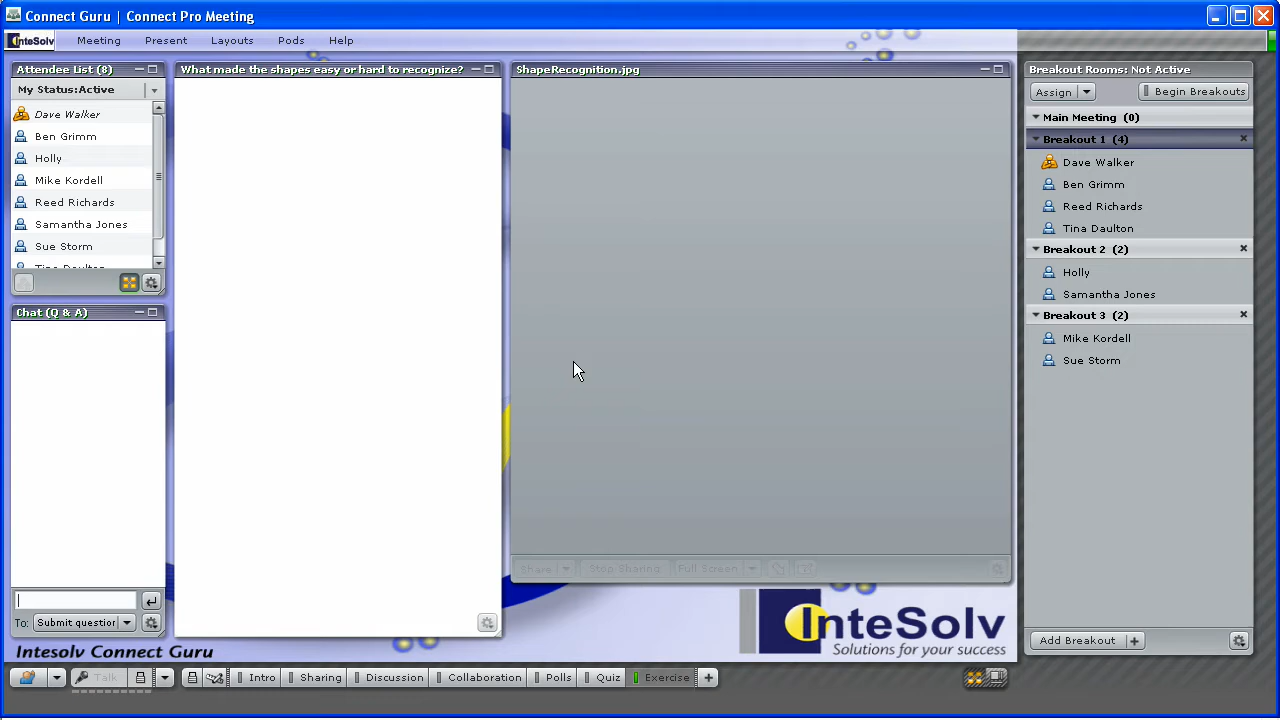 Connect Guru | Connect Pro Meeting
InteSolv
Meeting Present Layouts Pods Help
Attendee List (8)
My Status:Active
Dave Walker
Ben Grimm
Holly
Mike Kordell
Reed Richards
Samantha Jones
Sue Storm
Tina Daulton
Chat (Q & A)
To: Submit question
What made the shapes easy or hard to recognize?
ShapeRecognition.jpg
Share Stop Sharing Full Screen
InteSolv
Solutions for your success
Intesolv Connect Guru
Breakout Rooms: Not Active
Assign Begin Breakouts
Main Meeting (0)
Breakout 1 (4)
Dave Walker
Ben Grimm
Reed Richards
Tina Daulton
Breakout 2 (2)
Holly
Samantha Jones
Breakout 3 (2)
Mike Kordell
Sue Storm
Add Breakout
Talk Intro Sharing Discussion Collaboration Polls Quiz Exercise